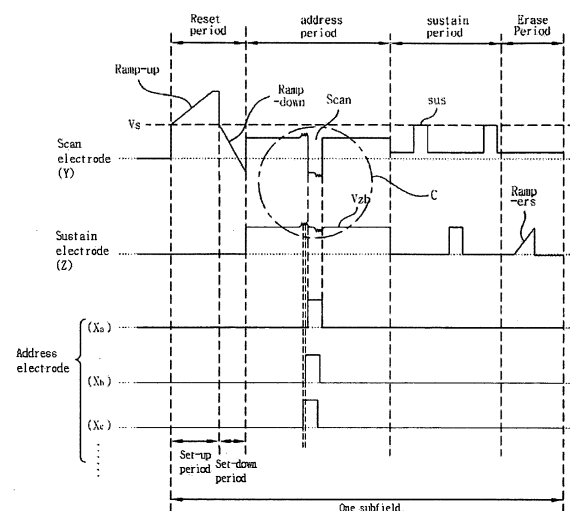 Reset period
address period
sustain period
Erase Period
Ramp-up
Ramp -down
Scan
sus
Vs
Scan electrode (Y)
C
Vzb
Ramp -ers
Sustain electrode (Z)
(Xa)
Address electrode
(Xb)
(Xc)
Set-up period
Set-down period
One subfield